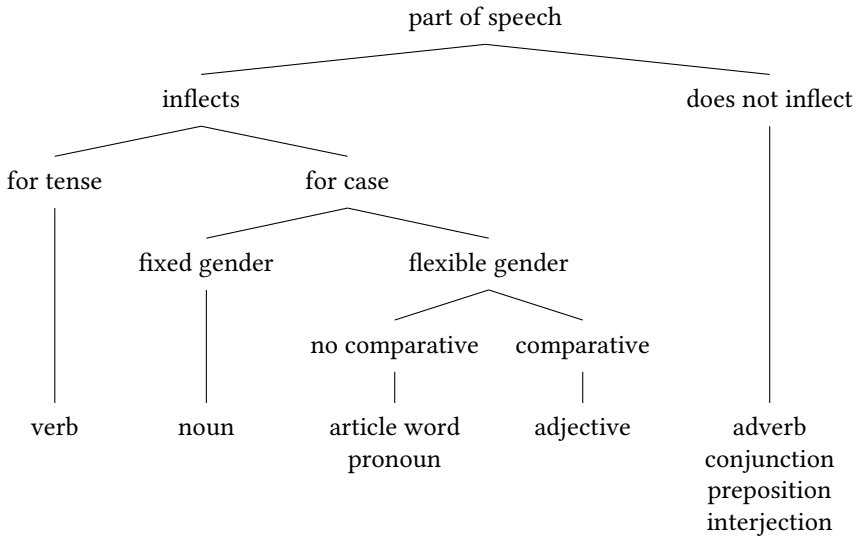 part of speech
inflects
does not inflect
for tense
for case
fixed gender
flexible gender
no comparative
comparative
verb
noun
article word
pronoun
adjective
adverb
conjunction
preposition
interjection